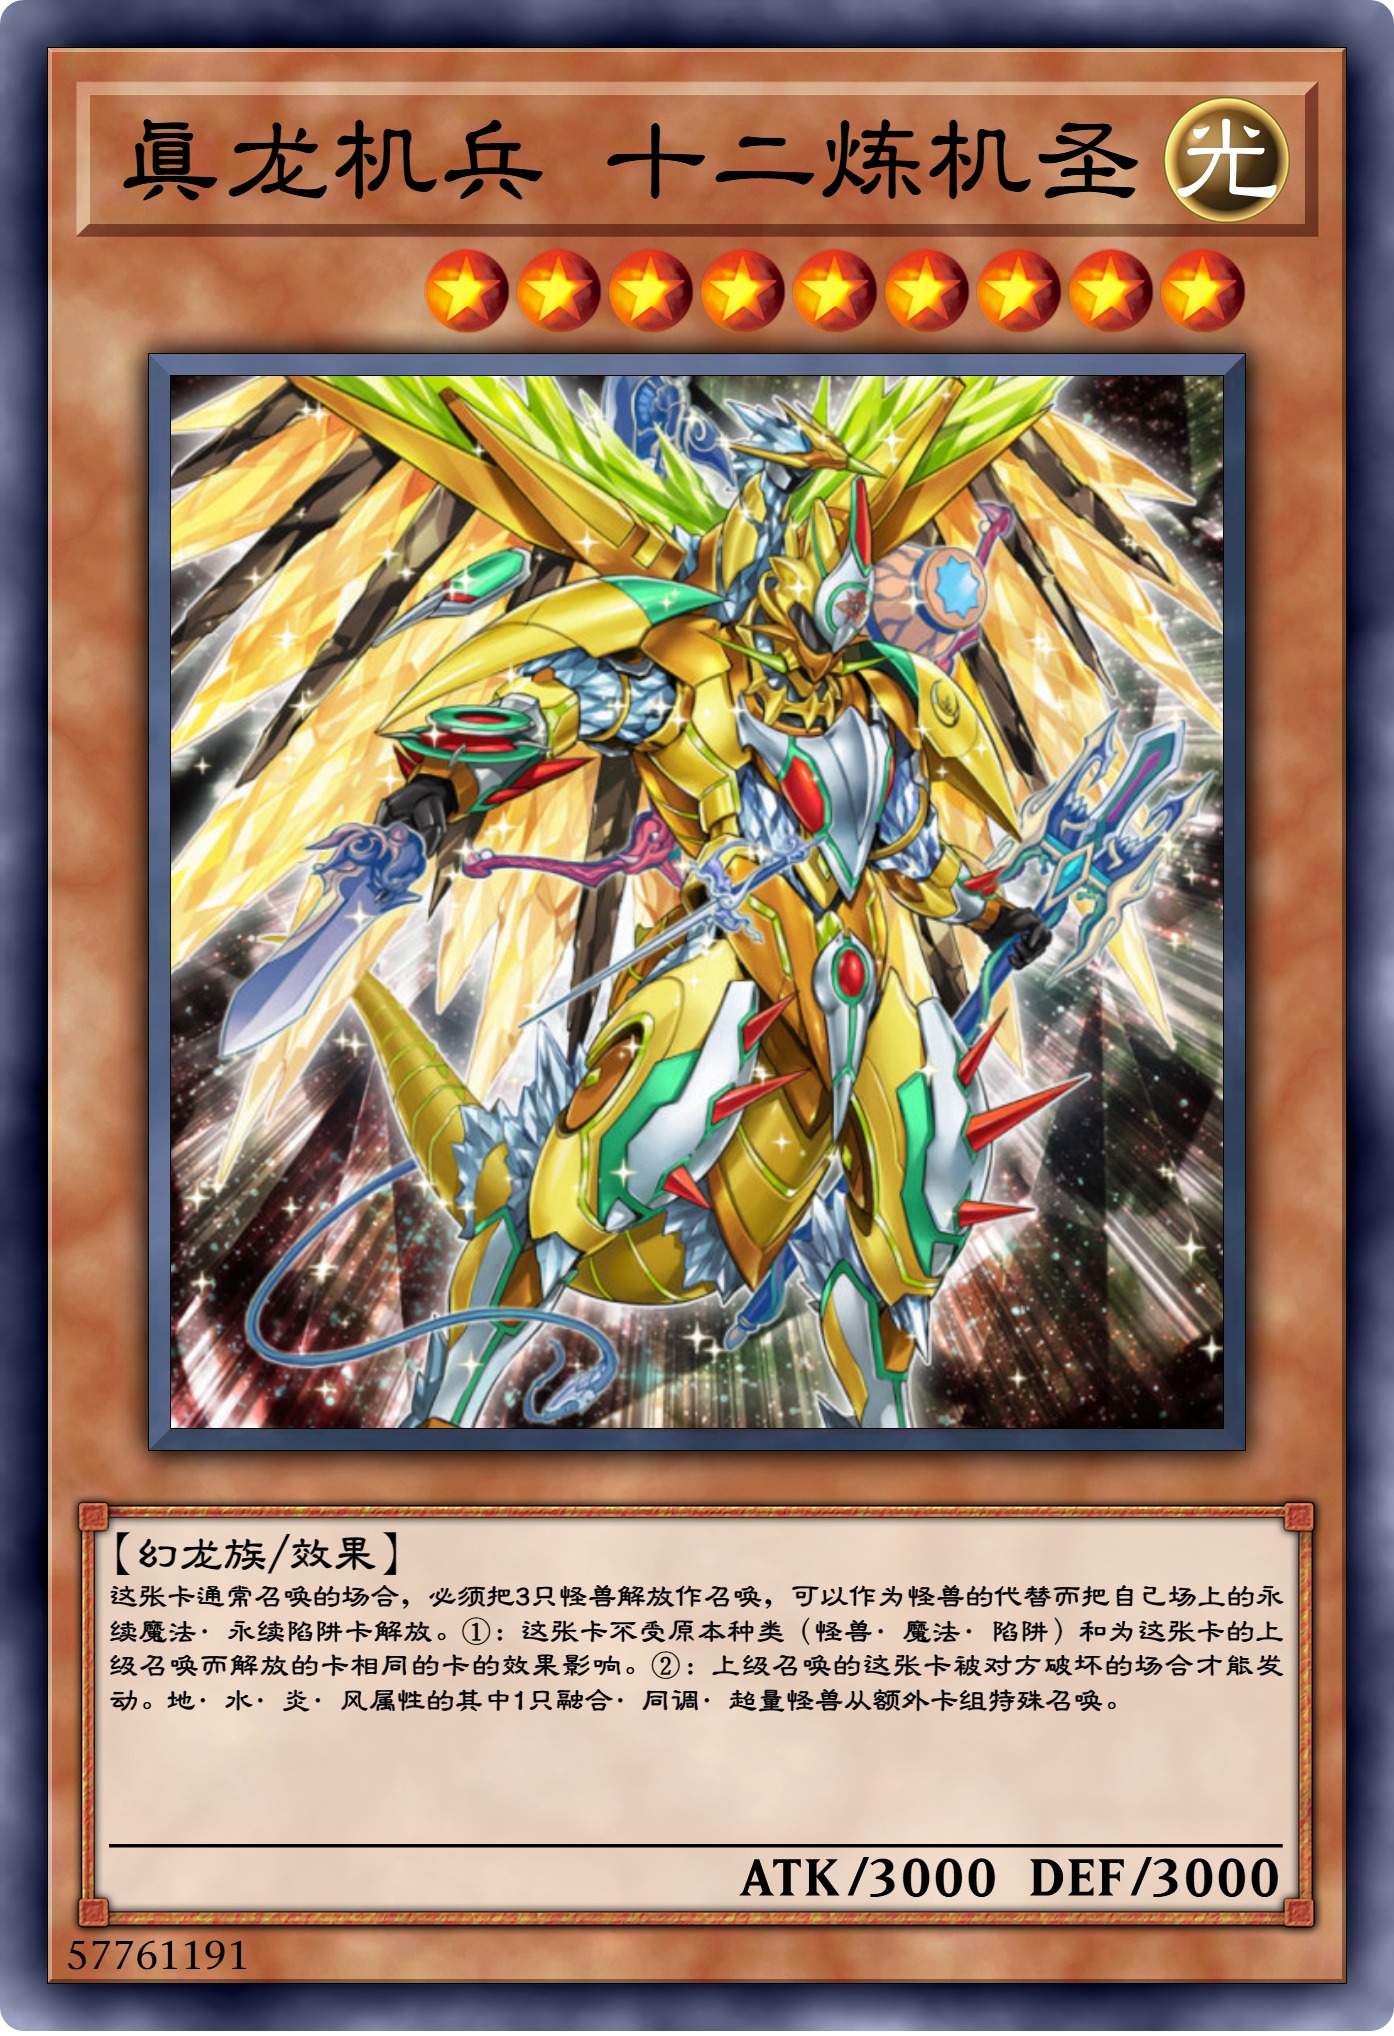 眞龙机兵 十二炼机圣 光
【幻龙族/效果】
这张卡通常召唤的场合，必须把3只怪兽解放作召唤，可以作为怪兽的代替而把自己场上的永
续魔法·永续陷阱卡解放。①：这张卡不受原本种类（怪兽·魔法·陷阱）和为这张卡的上
级召唤而解放的卡相同的卡的效果影响。②：上级召唤的这张卡被对方破坏的场合才能发
动。地·水·炎·风属性的其中1只融合·同调·超量怪兽从额外卡组特殊召唤。
ATK/3000 DEF/3000
57761191